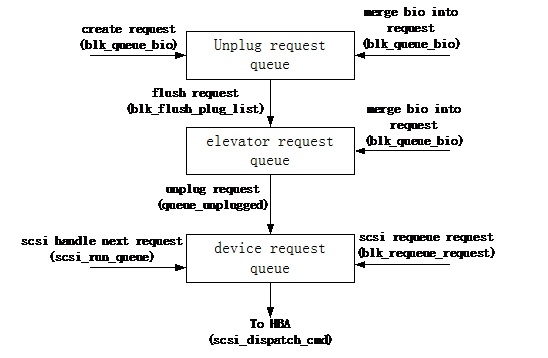 create request
(blk_queue_bio)
merge bio into
request
(blk_queue_bio)
Unplug request
queue
flush request
(blk_flush_plug_list)
merge bio into
request
(blk_queue_bio)
elevator request
queue
unplug request
(queue_unplugged)
scsi handle next request
(scsi_run_queue)
device request
queue
scsi requeue request
(blk_requeue_request)
To HBA
(scsi_dispatch_cmd)